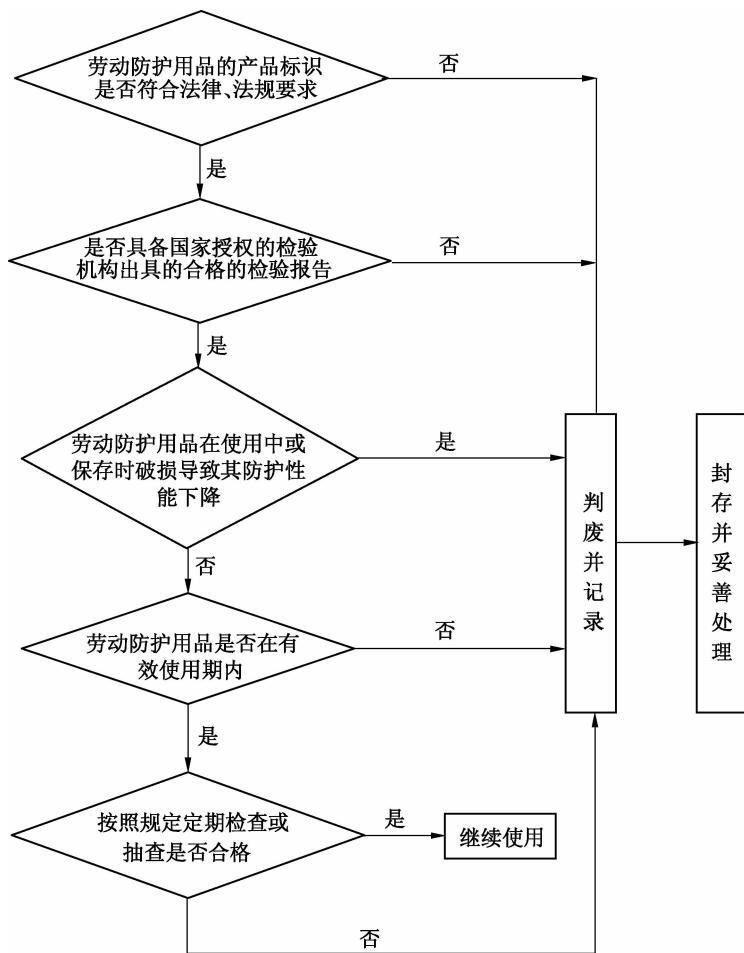 劳动防护用品的产品标识
是否符合法律、法规要求
否
是
是否具备国家授权的检验
机构出具的合格的检验报告
否
是
劳动防护用品在使用中或
保存时破损导致其防护性
能下降
是
否
劳动防护用品是否在有
效使用期内
否
是
按照规定定期检查或
抽查是否合格
是
继续使用
否
判废并记录
封存并妥善处理